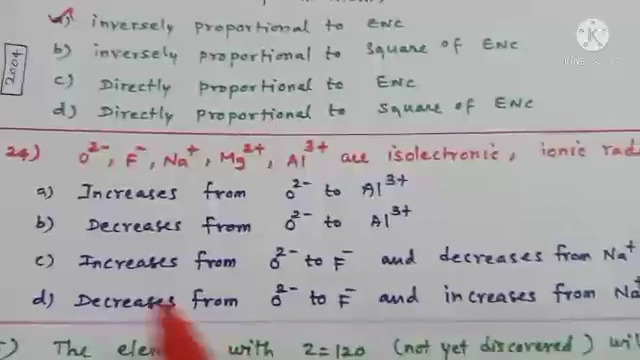 a) inversely proportional to ENC
b) inversely proportional to square of ENC
2004
c) Directly proportional to ENC
d) Directly proportional to square of ENC
24) O²⁻, F⁻, Na⁺, Mg²⁺, Al³⁺ are isolectronic, ionic rad
a) Increases from O²⁻ to Al³⁺
b) Decreases from O²⁻ to Al³⁺
c) Increases from O²⁻ to F⁻ and decreases from Na⁺
d) Decreases from O²⁻ to F⁻ and increases from Na⁺
The with Z=120 (not yet discovered) wil